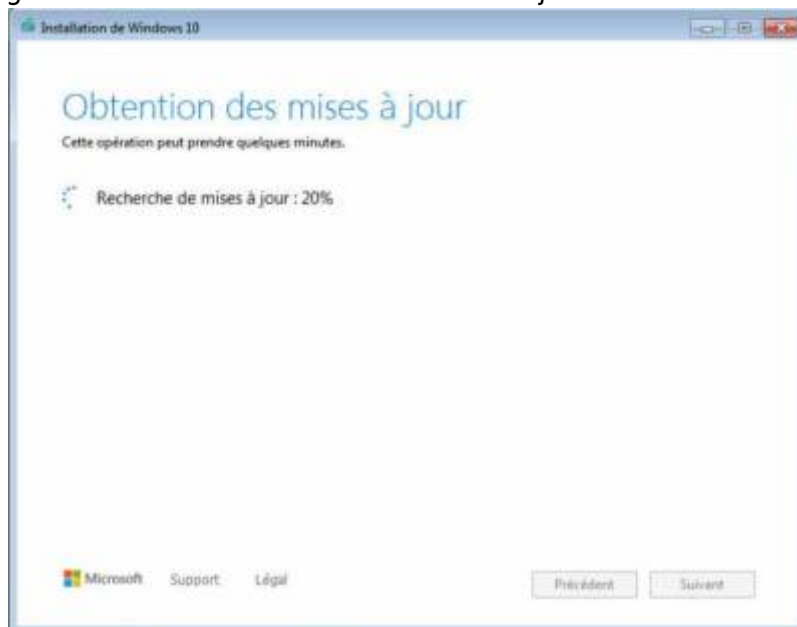 Installation de Windows 10
Obtention des mises à jour
Cette opération peut prendre quelques minutes.
Recherche de mises à jour : 20%
Microsoft Support Légal
Précédent Suivant